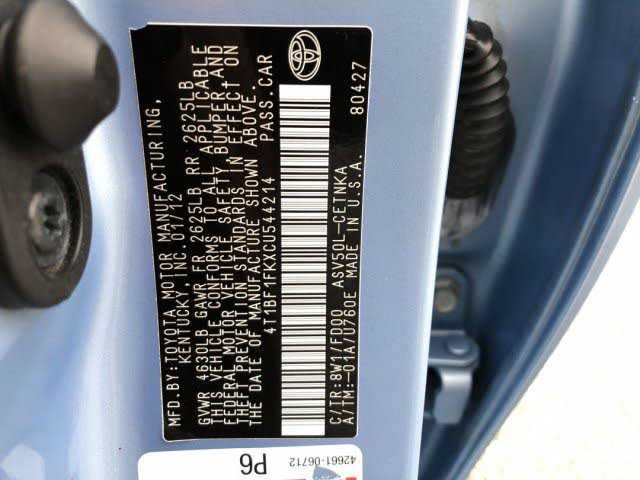 MFD.BY:TOYOTA MOTOR MANUFACTURING,
KENTUCKY, INC. 01/12
GVWR 4630LB GAWR FR 2625LB RR 2625LB
THIS VEHICLE CONFORMS TO ALL APPLICABLE
FEDERAL MOTOR VEHICLE SAFETY, BUMPER, AND
THEFT PREVENTION STANDARDS IN EFFECT ON
THE DATE OF MANUFACTURE SHOWN ABOVE.
4T1BF1FKXCU544214 PASS.CAR
C/TR:8W1/FD00 ASV50L-CETNKA
A/TM:-01A/U760E MADE IN USA
80427
TOYOTA
42661-06712
P6